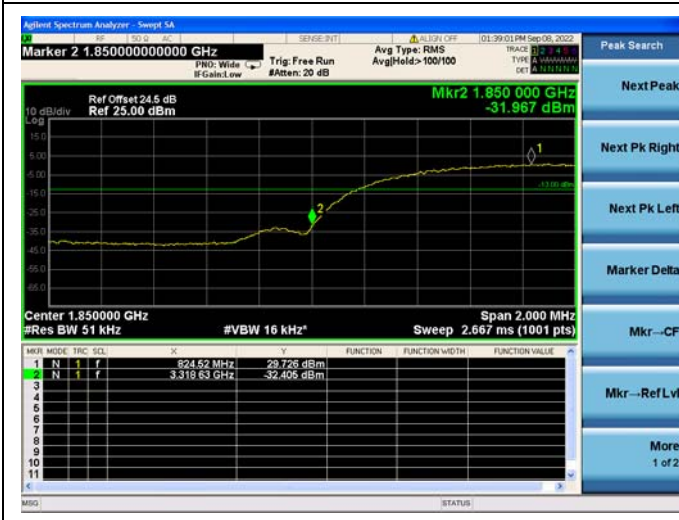 Agilent Spectrum Analyzer - Swept SA
RF 50 Ω AC SENSE:INT ALIGN OFF 01:39:01 PM Sep 08, 2022
Marker 2 1.850000000000 GHz
PNO: Wide Trig: Free Run
IFGain:Low #Atten: 20 dB
Avg Type: RMS
Avg|Hold:>100/100
TRACE 1 2 3 4 5 6
TYPE A
DET A N N N N N
Peak Search
Mkr2 1.850 000 GHz
-31.967 dBm
Ref Offset 24.5 dB
10 dB/div Ref 25.00 dBm
Log
15.0
5.00
-5.00
-15.0
-25.0
-35.0
-45.0
-55.0
-65.0
1
-13.00 dBm
2
Center 1.850000 GHz Span 2.000 MHz
#Res BW 51 kHz #VBW 16 kHz* Sweep 2.667 ms (1001 pts)
MKR MODE TRC SCL X Y FUNCTION FUNCTION WIDTH FUNCTION VALUE
1 N 1 f 824.52 MHz 29.726 dBm
2 N 1 f 3.318 63 GHz -32.405 dBm
3
4
5
6
7
8
9
10
11
MSG STATUS
Next Peak
Next Pk Right
Next Pk Left
Marker Delta
Mkr→CF
Mkr→Ref Lvl
More
1 of 2